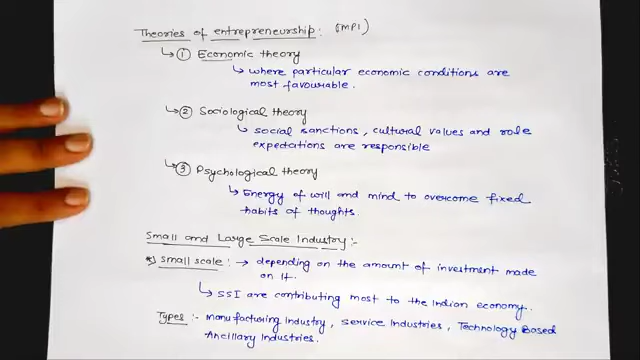 Theories of entrepreneurship: (IMP1)
↳ ① Economic theory
↳ where particular economic conditions are
most favourable.
↳ ② Sociological theory
↳ social sanctions, cultural values and role
expectations are responsible
↳ ③ Psychological theory
↳ Energy of will and mind to overcome fixed
habits of thoughts.
Small and Large Scale Industry:-
*) Small scale: → depending on the amount of investment made
on it.
↳ SSI are contributing most to the Indian economy.
Types:- manufacturing industry, service industries, Technology Based
Ancillary industries.